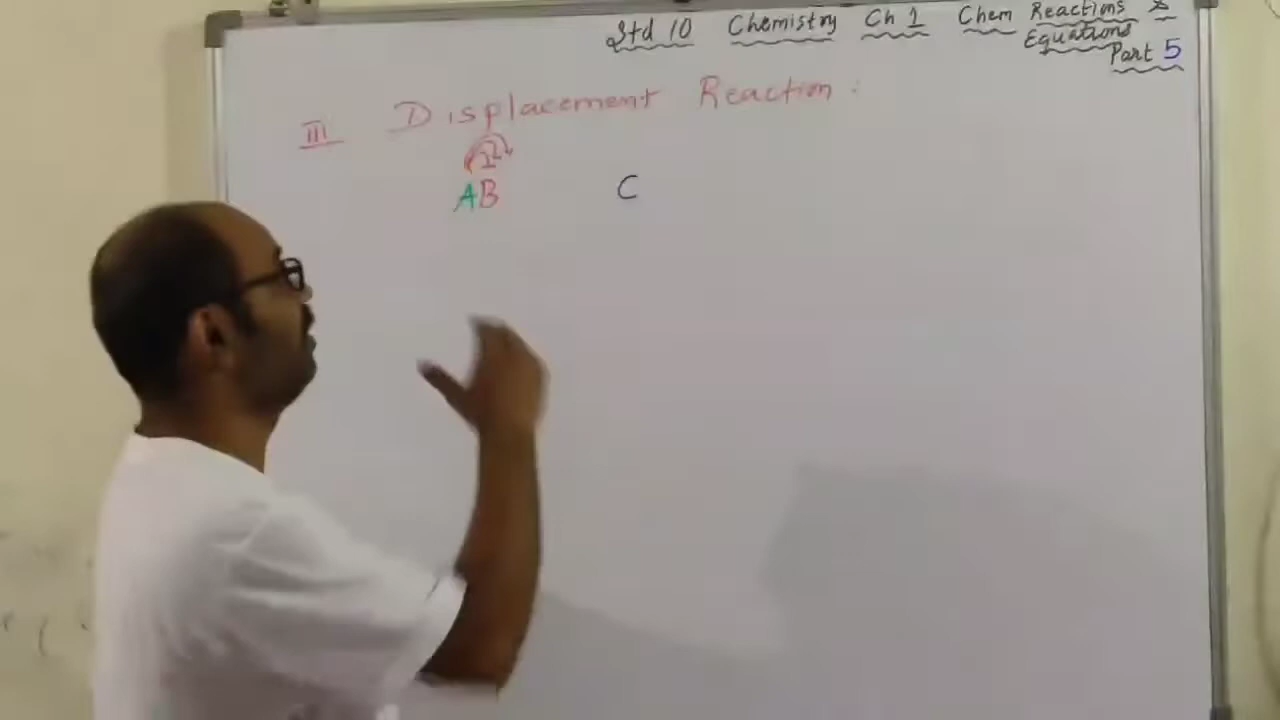 Std 10 Chemistry Ch 1 Chem Reactions &
Equations
Part 5
III Displacement Reaction :
AB C